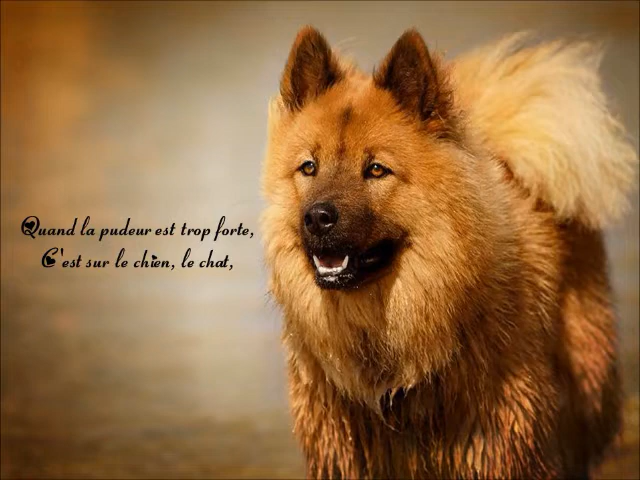 Quand la pudeur est trop forte,
C'est sur le chien, le chat,